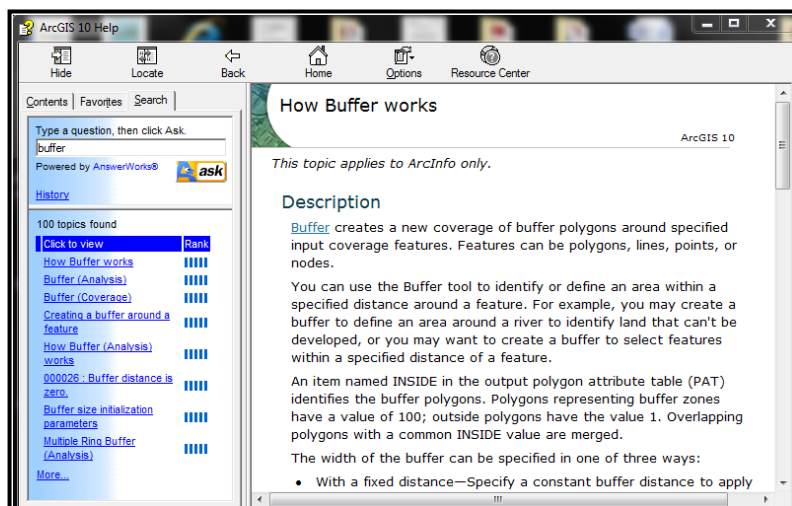 ArcGIS 10 Help
Hide Locate Back Home Options Resource Center
Contents Favorites Search
Type a question, then click Ask.
buffer
Powered by AnswerWorks®
ask
History
100 topics found
Click to view Rank
How Buffer works
Buffer (Analysis)
Buffer (Coverage)
Creating a buffer around a
feature
How Buffer (Analysis)
works
000026 : Buffer distance is
zero.
Buffer size initialization
parameters
Multiple Ring Buffer
(Analysis)
More...
How Buffer works
ArcGIS 10
This topic applies to ArcInfo only.
Description
Buffer creates a new coverage of buffer polygons around specified
input coverage features. Features can be polygons, lines, points, or
nodes.
You can use the Buffer tool to identify or define an area within a
specified distance around a feature. For example, you may create a
buffer to define an area around a river to identify land that can't be
developed, or you may want to create a buffer to select features
within a specified distance of a feature.
An item named INSIDE in the output polygon attribute table (PAT)
identifies the buffer polygons. Polygons representing buffer zones
have a value of 100; outside polygons have the value 1. Overlapping
polygons with a common INSIDE value are merged.
The width of the buffer can be specified in one of three ways:
• With a fixed distance—Specify a constant buffer distance to apply